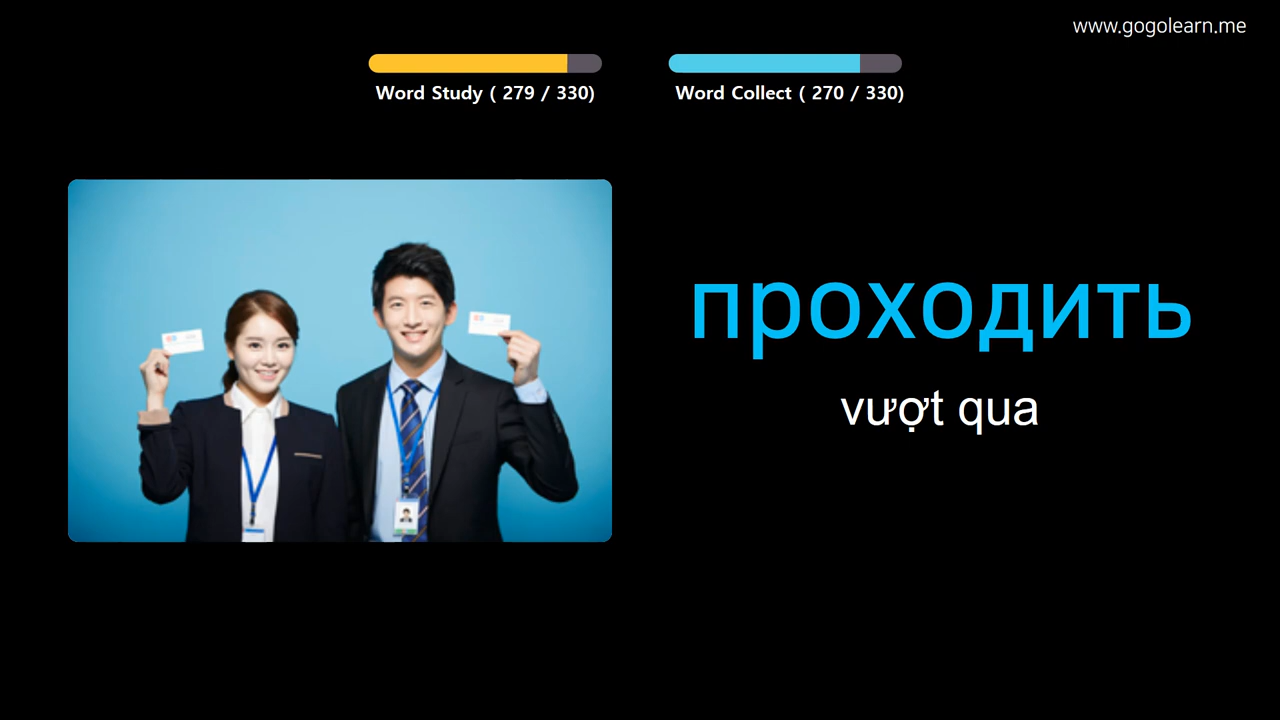 www.gogolearn.me
Word Study ( 279 / 330)
Word Collect ( 270 / 330)
проходить
vượt qua